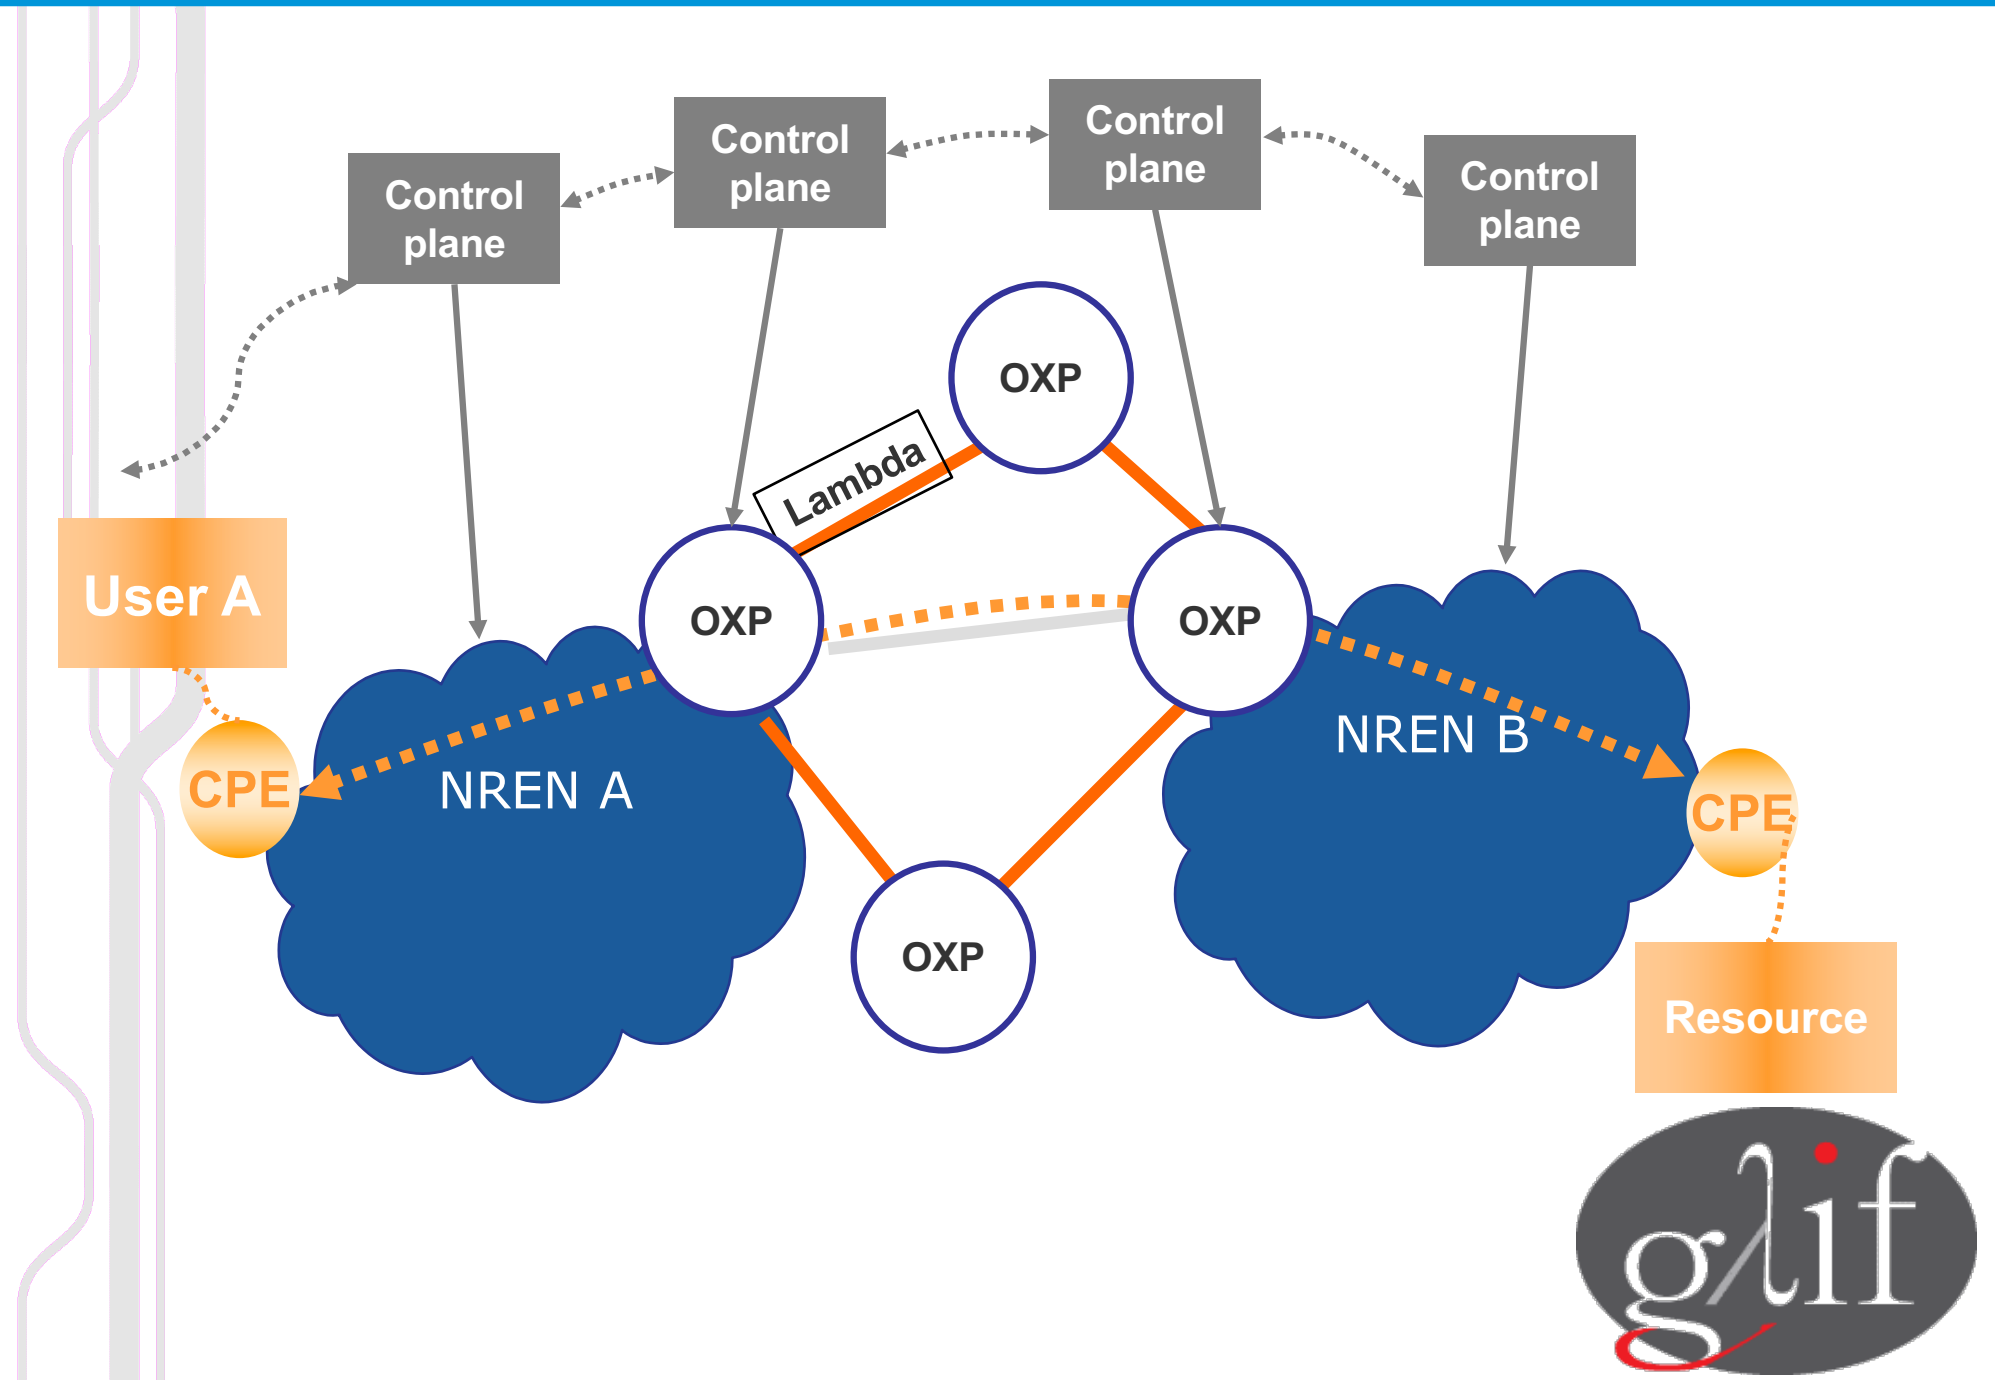 Control
plane
Control
plane
Control
plane
Control
plane
OXP
Lambda
User A
OXP
OXP
NREN A
NREN B
CPE
CPE
OXP
Resource
gλif